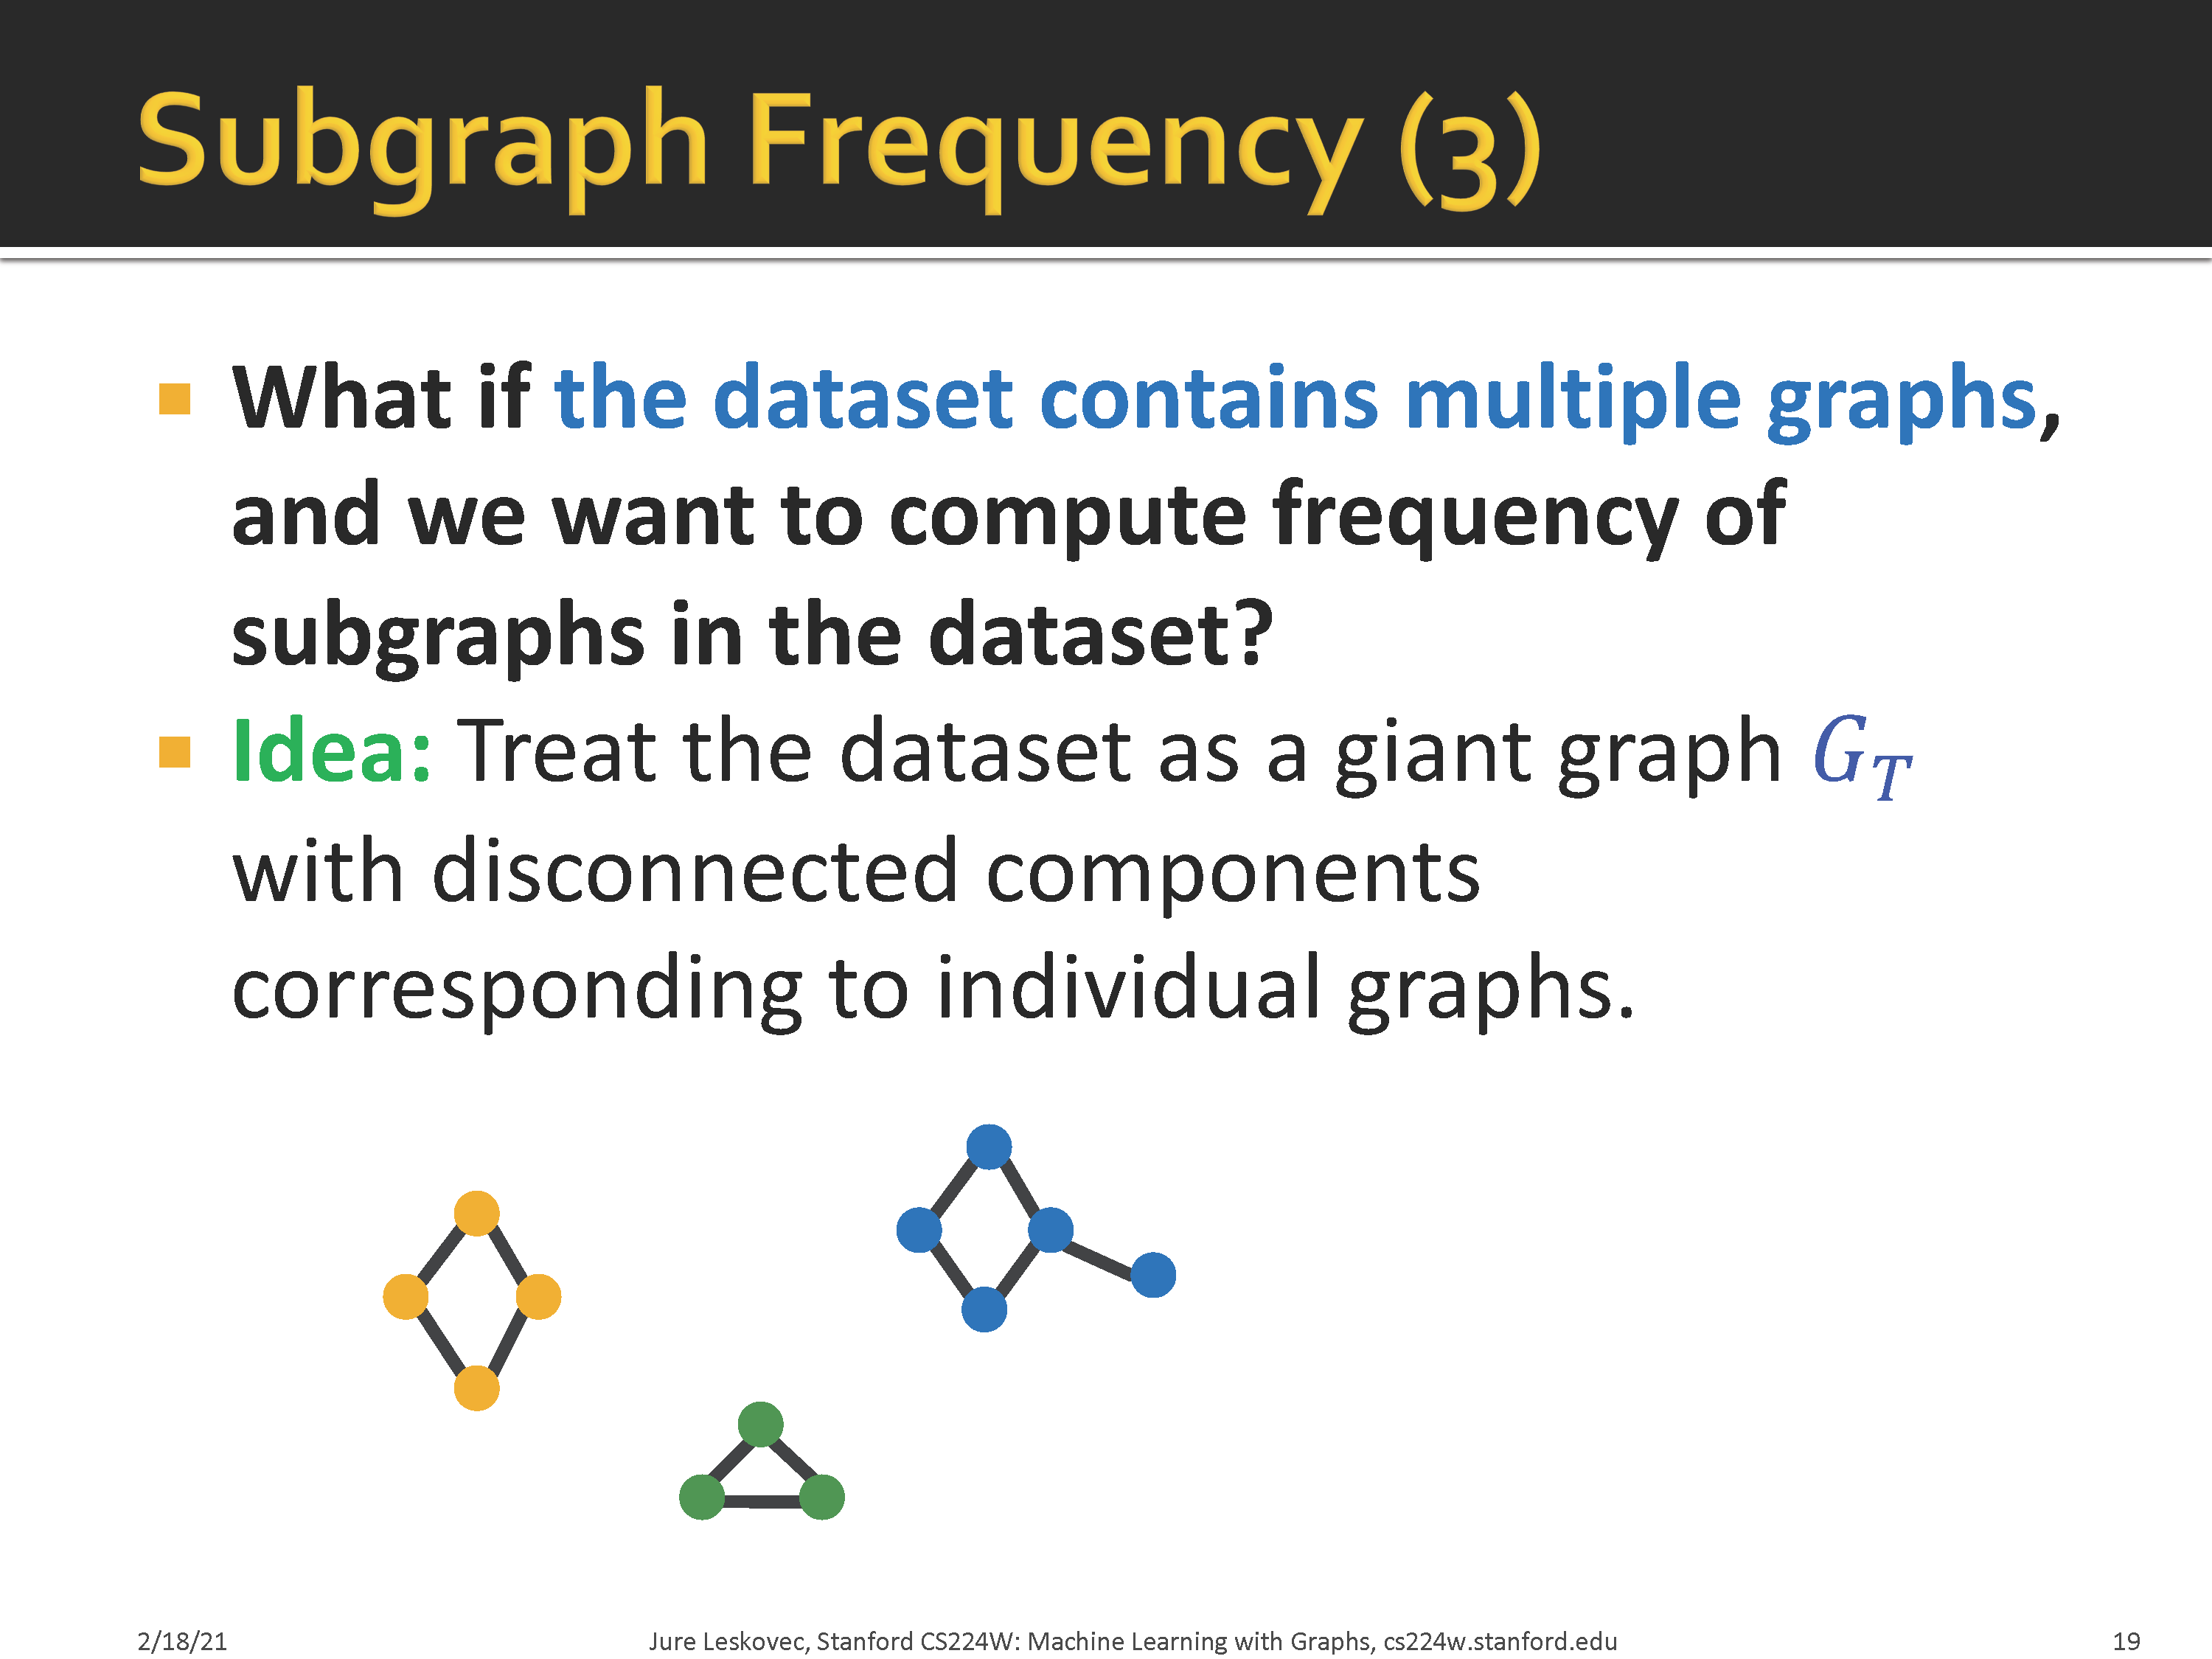 Subgraph Frequency (3)
▪ What if the dataset contains multiple graphs,
and we want to compute frequency of
subgraphs in the dataset?
▪ Idea: Treat the dataset as a giant graph G_T
with disconnected components
corresponding to individual graphs.
2/18/21
Jure Leskovec, Stanford CS224W: Machine Learning with Graphs, cs224w.stanford.edu
19